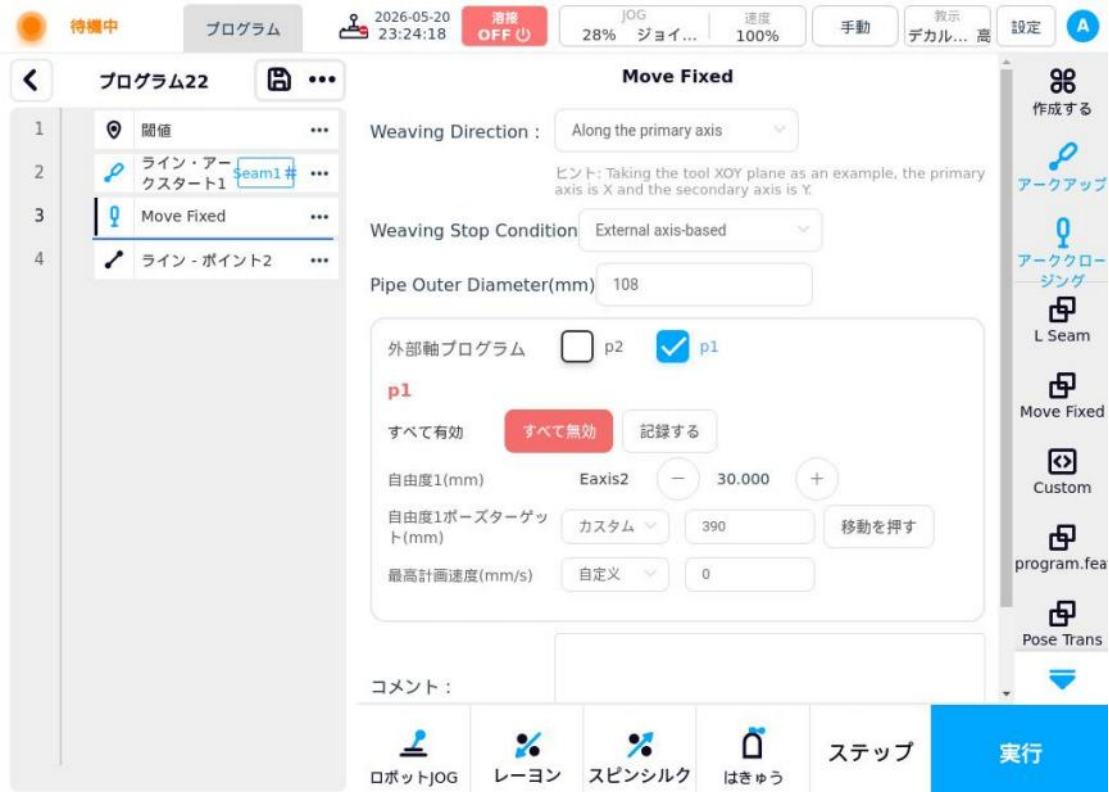 待機中
プログラム
2026-05-20
23:24:18
溶接
OFF
JOG
28% ジョイ...
速度
100%
手動
教示
デカル... 高
設定
A
プログラム22
•••
1 閾値 •••
2 ライン・アー
クスタート1 Seam1 # •••
3 Move Fixed •••
4 ライン - ポイント2 •••
Move Fixed
Weaving Direction : Along the primary axis
ヒント: Taking the tool XOY plane as an example, the primary
axis is X and the secondary axis is Y.
Weaving Stop Condition External axis-based
Pipe Outer Diameter(mm) 108
外部軸プログラム p2 p1
p1
すべて有効 すべて無効 記録する
自由度1(mm) Eaxis2 − 30.000 +
自由度1ポーズターゲッ
ト(mm) カスタム 390 移動を押す
最高計画速度(mm/s) 自定义 0
コメント :
作成する
アークアップ
アーククロー
ジング
L Seam
Move Fixed
Custom
program.fea
Pose Trans
ロボットJOG
レーヨン
スピンシルク
はきゅう
ステップ
実行